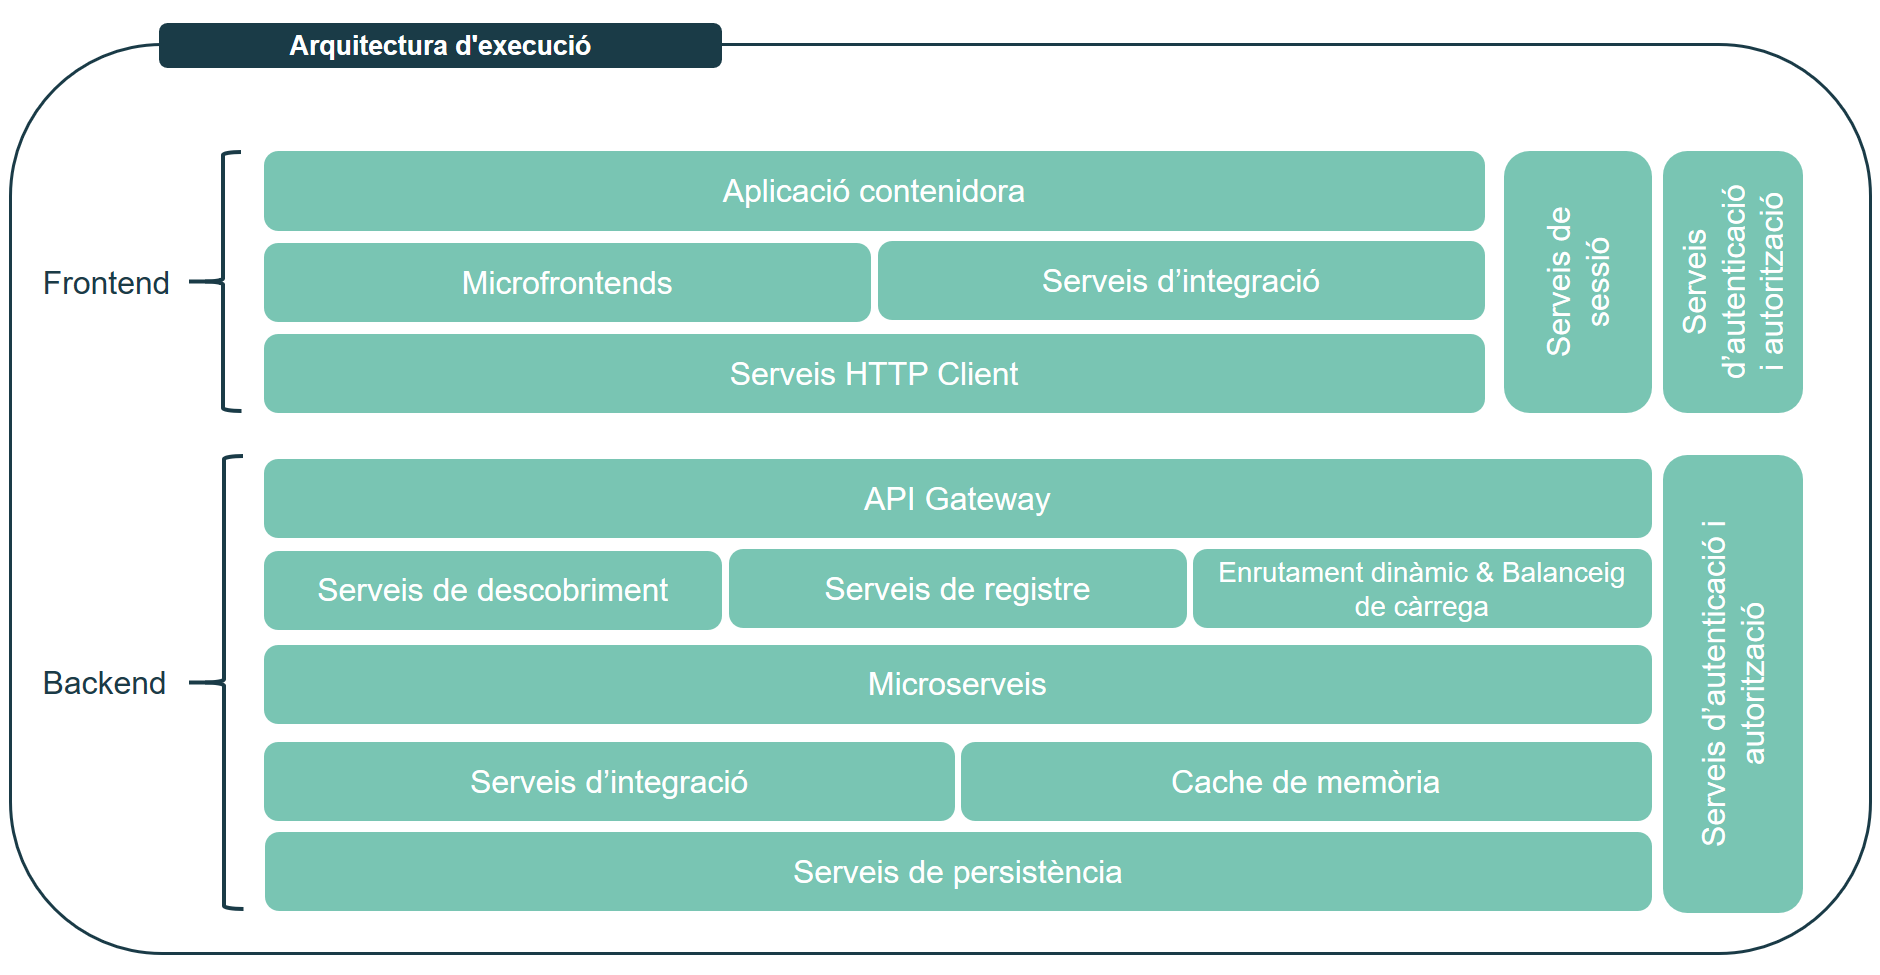 Arquitectura d'execució
Frontend
Aplicació contenidora
Microfrontends
Serveis d’integració
Serveis HTTP Client
Serveis de
sessió
Serveis
d’autenticació
i autorització
Backend
API Gateway
Serveis de descobriment
Serveis de registre
Enrutament dinàmic & Balanceig
de càrrega
Microserveis
Serveis d’integració
Cache de memòria
Serveis de persistència
Serveis d’autenticació i
autorització